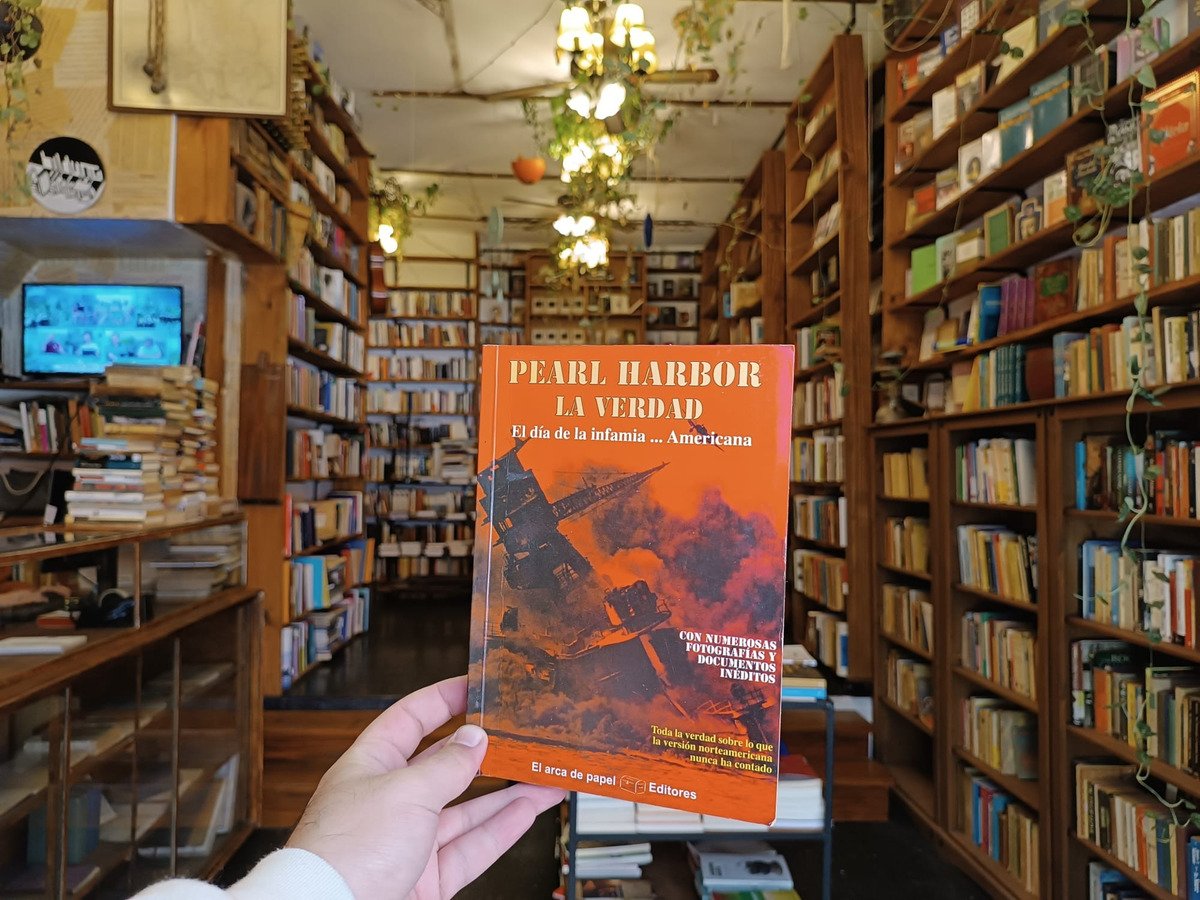 PEARL HARBOR
LA VERDAD
El día de la infamia ... Americana
CON NUMEROSAS
FOTOGRAFÍAS Y
DOCUMENTOS
INÉDITOS
Toda la verdad sobre lo que
la versión norteamericana
nunca ha contado
El arca de papel Editores